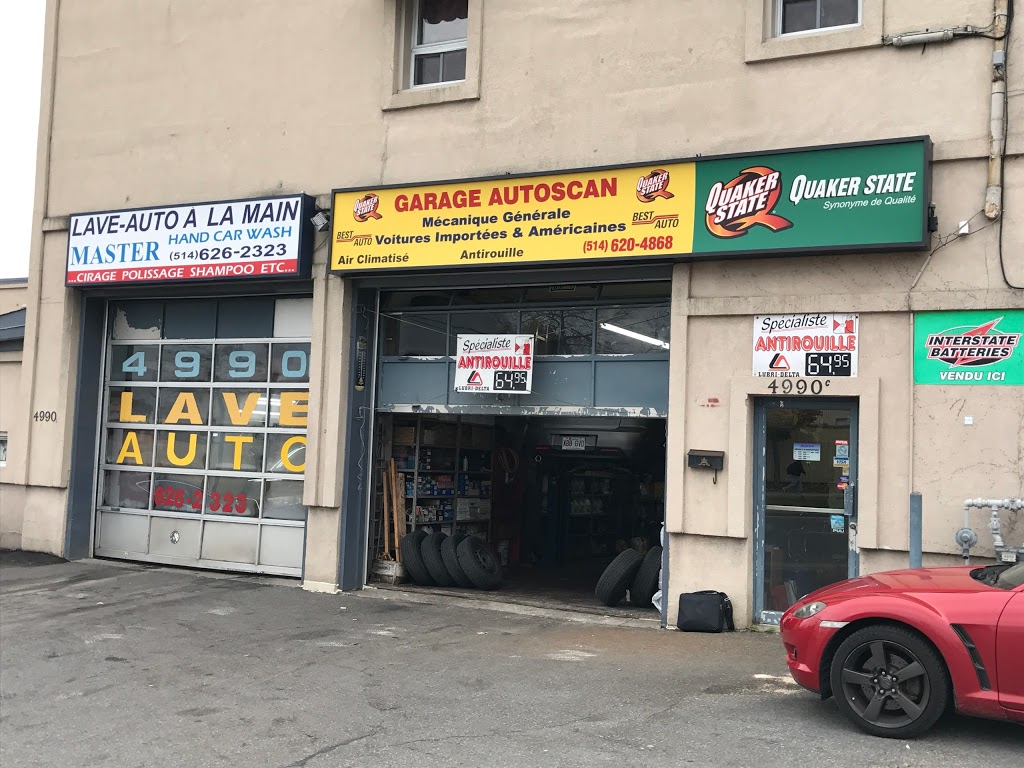 LAVE-AUTO À LA MAIN
MASTER HAND CAR WASH
(514) 626-2323
...CIRAGE POLISSAGE SHAMPOO ETC...
4990
LAVE
AUTO
626-2323
4990
QUAKER STATE
GARAGE AUTOSCAN
QUAKER STATE
Mécanique Générale
BEST AUTO
Voitures Importées & Américaines
BEST AUTO
Air Climatisé
Antirouille
(514) 620-4868
QUAKER STATE
QUAKER STATE
Synonyme de Qualité
Spécialiste
ANTIROUILLE
LUBRI-DELTA
64.95
Spécialiste
ANTIROUILLE
LUBRI-DELTA
64.95
4990c
INTERSTATE
BATTERIES
VENDU ICI